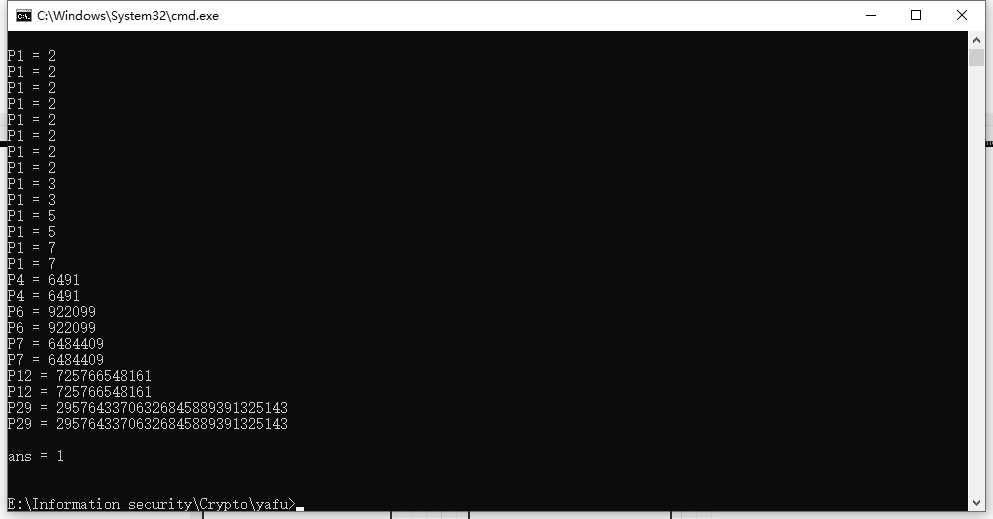 C:\Windows\System32\cmd.exe
P1 = 2
P1 = 2
P1 = 2
P1 = 2
P1 = 2
P1 = 2
P1 = 2
P1 = 2
P1 = 3
P1 = 3
P1 = 5
P1 = 5
P1 = 7
P1 = 7
P4 = 6491
P4 = 6491
P6 = 922099
P6 = 922099
P7 = 6484409
P7 = 6484409
P12 = 725766548161
P12 = 725766548161
P29 = 29576433706326845889391325143
P29 = 29576433706326845889391325143
ans = 1
E:\Information security\Crypto\yafu>